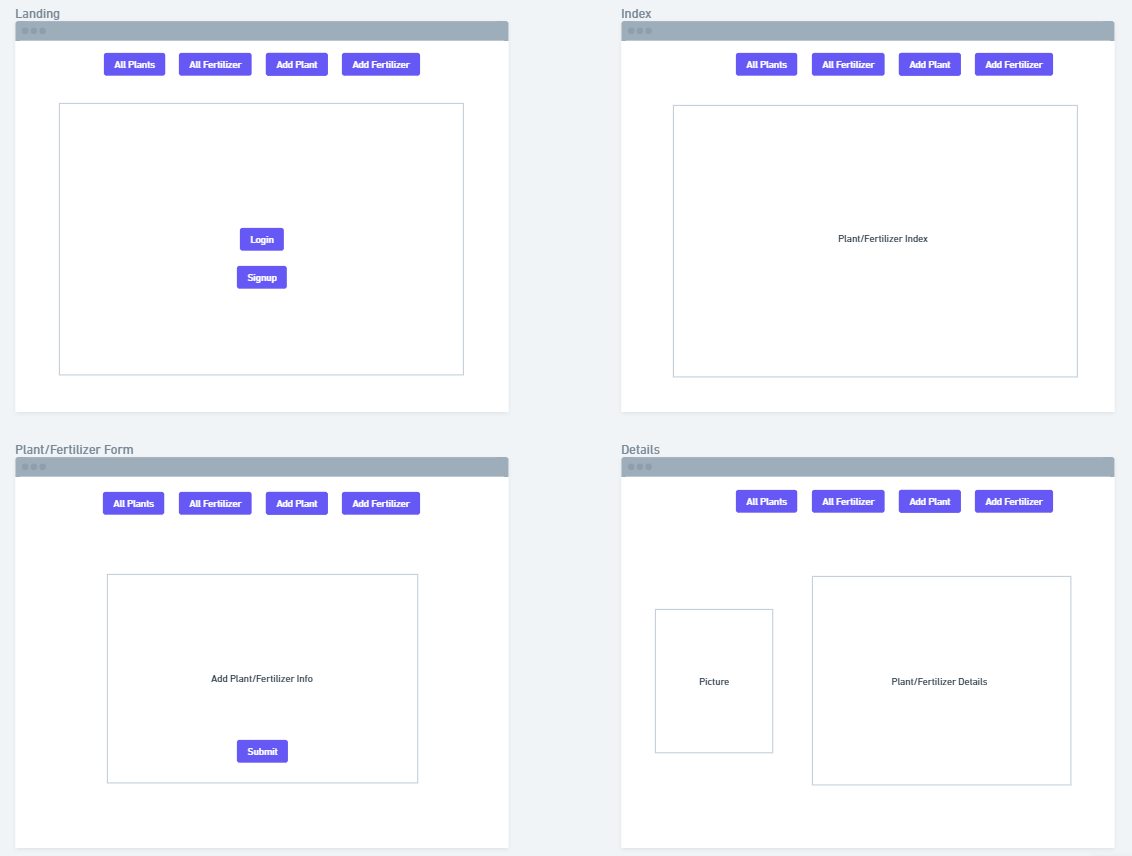 Landing
All Plants
All Fertilizer
Add Plant
Add Fertilizer
Login
Signup
Index
All Plants
All Fertilizer
Add Plant
Add Fertilizer
Plant/Fertilizer Index
Plant/Fertilizer Form
All Plants
All Fertilizer
Add Plant
Add Fertilizer
Add Plant/Fertilizer Info
Submit
Details
All Plants
All Fertilizer
Add Plant
Add Fertilizer
Picture
Plant/Fertilizer Details